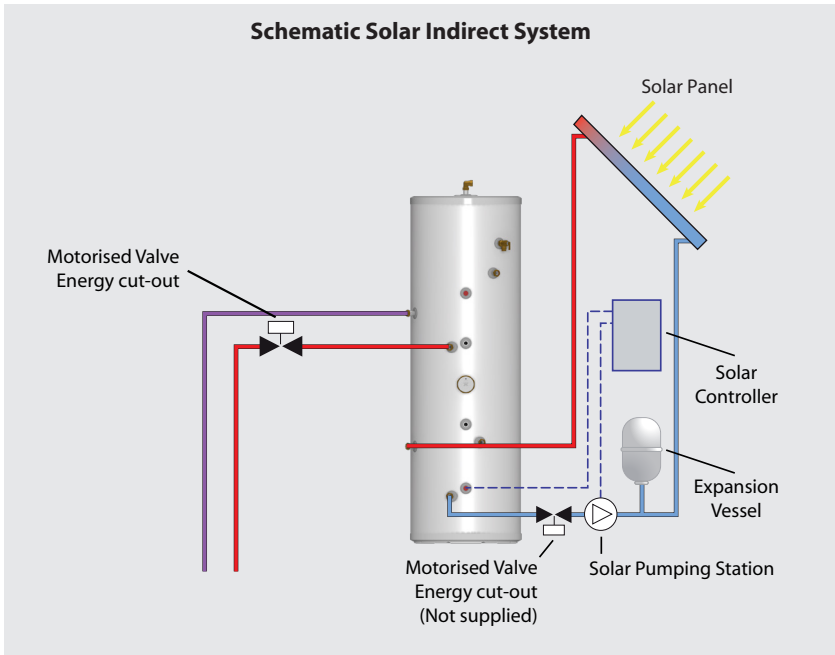 Schematic Solar Indirect System
Solar Panel
Motorised Valve
Energy cut-out
Solar
Controller
Expansion
Vessel
Motorised Valve
Energy cut-out
(Not supplied)
Solar Pumping Station